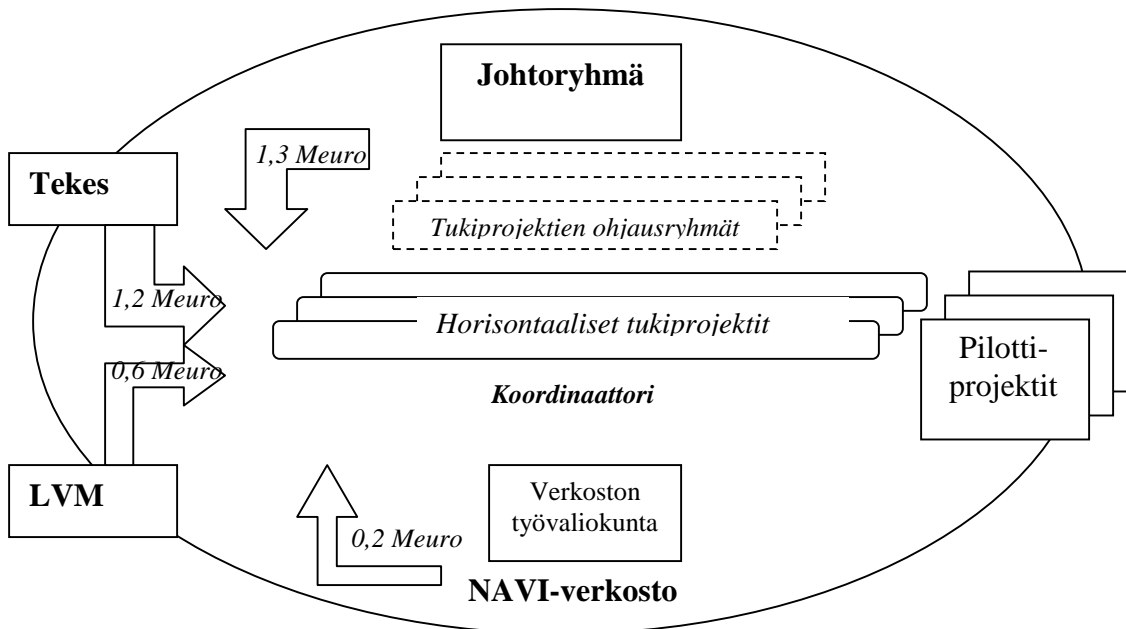 Johtoryhmä
1,3 Meuro
Tekes
Tukiprojektien ohjausryhmät
1,2 Meuro
Horisontaaliset tukiprojektit
Pilotti-
projektit
0,6 Meuro
Koordinaattori
LVM
Verkoston
työvaliokunta
0,2 Meuro
NAVI-verkosto